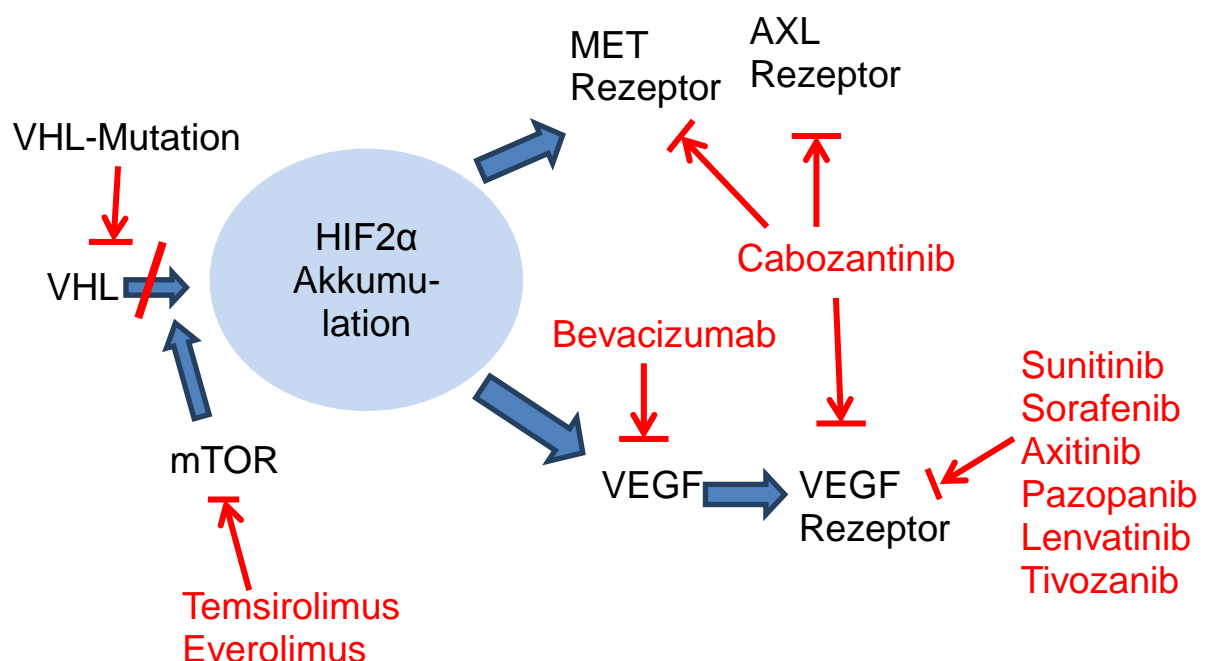 MET
Rezeptor
AXL
Rezeptor
VHL-Mutation
HIF2α
Akkumu-
lation
VHL
Cabozantinib
Bevacizumab
mTOR
VEGF
VEGF
Rezeptor
Sunitinib
Sorafenib
Axitinib
Pazopanib
Lenvatinib
Tivozanib
Temsirolimus
Everolimus